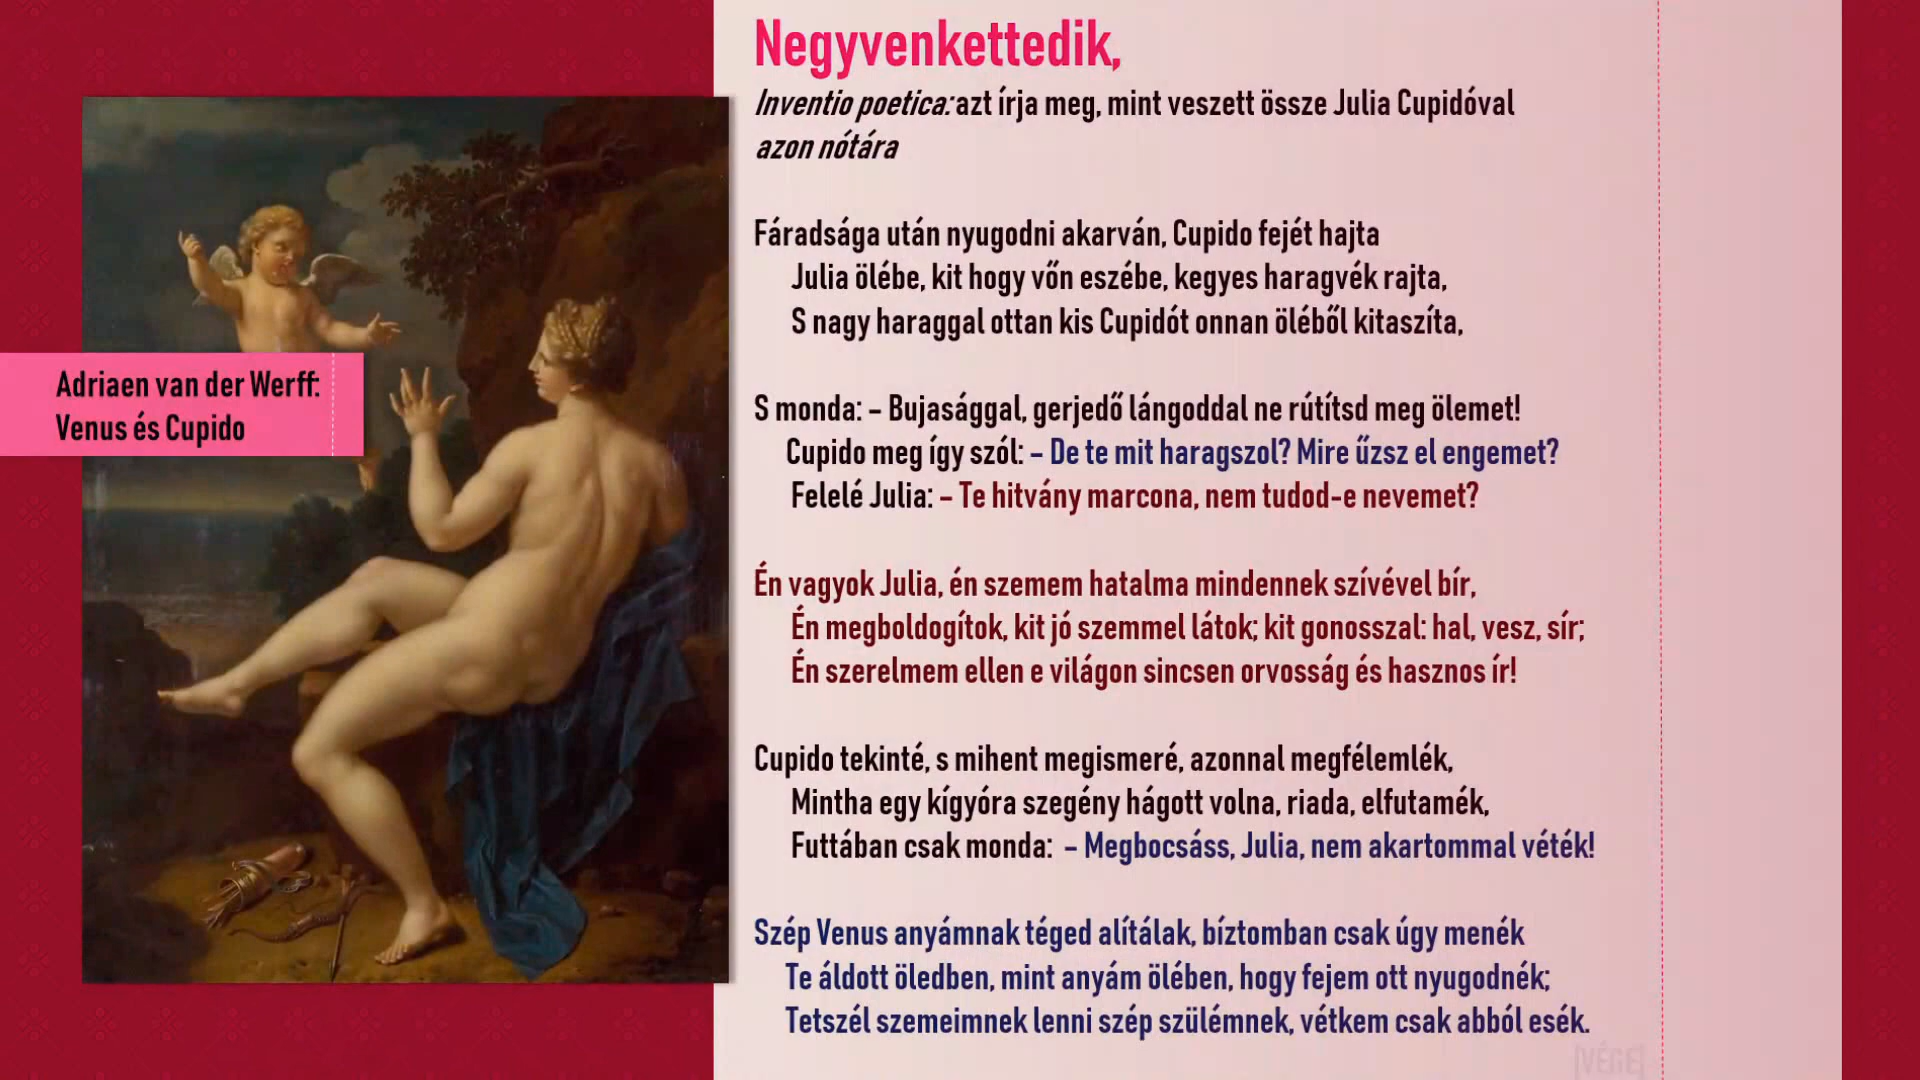 Negyvenkettedik,
Inventio poetica: azt írja meg, mint veszett össze Julia Cupidóval
azon nótára
Fáradsága után nyugodni akarván, Cupido fejét hajta
Julia ölébe, kit hogy vőn eszébe, kegyes haragvék rajta,
S nagy haraggal ottan kis Cupidót onnan öléből kitaszíta,
S monda: – Bujasággal, gerjedő lángoddal ne rútítsd meg ölemet!
Cupido meg így szól: – De te mit haragszol? Mire űzsz el engemet?
Felelé Julia: – Te hitvány marcona, nem tudod-e nevemet?
Én vagyok Julia, én szemem hatalma mindennek szívével bír,
Én megboldogítok, kit jó szemmel látok; kit gonosszal: hal, vesz, sír;
Én szerelmem ellen e világon sincsen orvosság és hasznos ír!
Cupido tekinté, s mihent megismeré, azonnal megfélemlék,
Mintha egy kígyóra szegény hágott volna, riada, elfutamék,
Futtában csak monda: – Megbocsáss, Julia, nem akartommal véték!
Szép Venus anyámnak téged alítálak, bíztomban csak úgy menék
Te áldott öledben, mint anyám ölében, hogy fejem ott nyugodnék;
Tetszél szemeimnek lenni szép szülémnek, vétkem csak abból esék.
[VÉGE]
Adriaen van der Werff:
Venus és Cupido